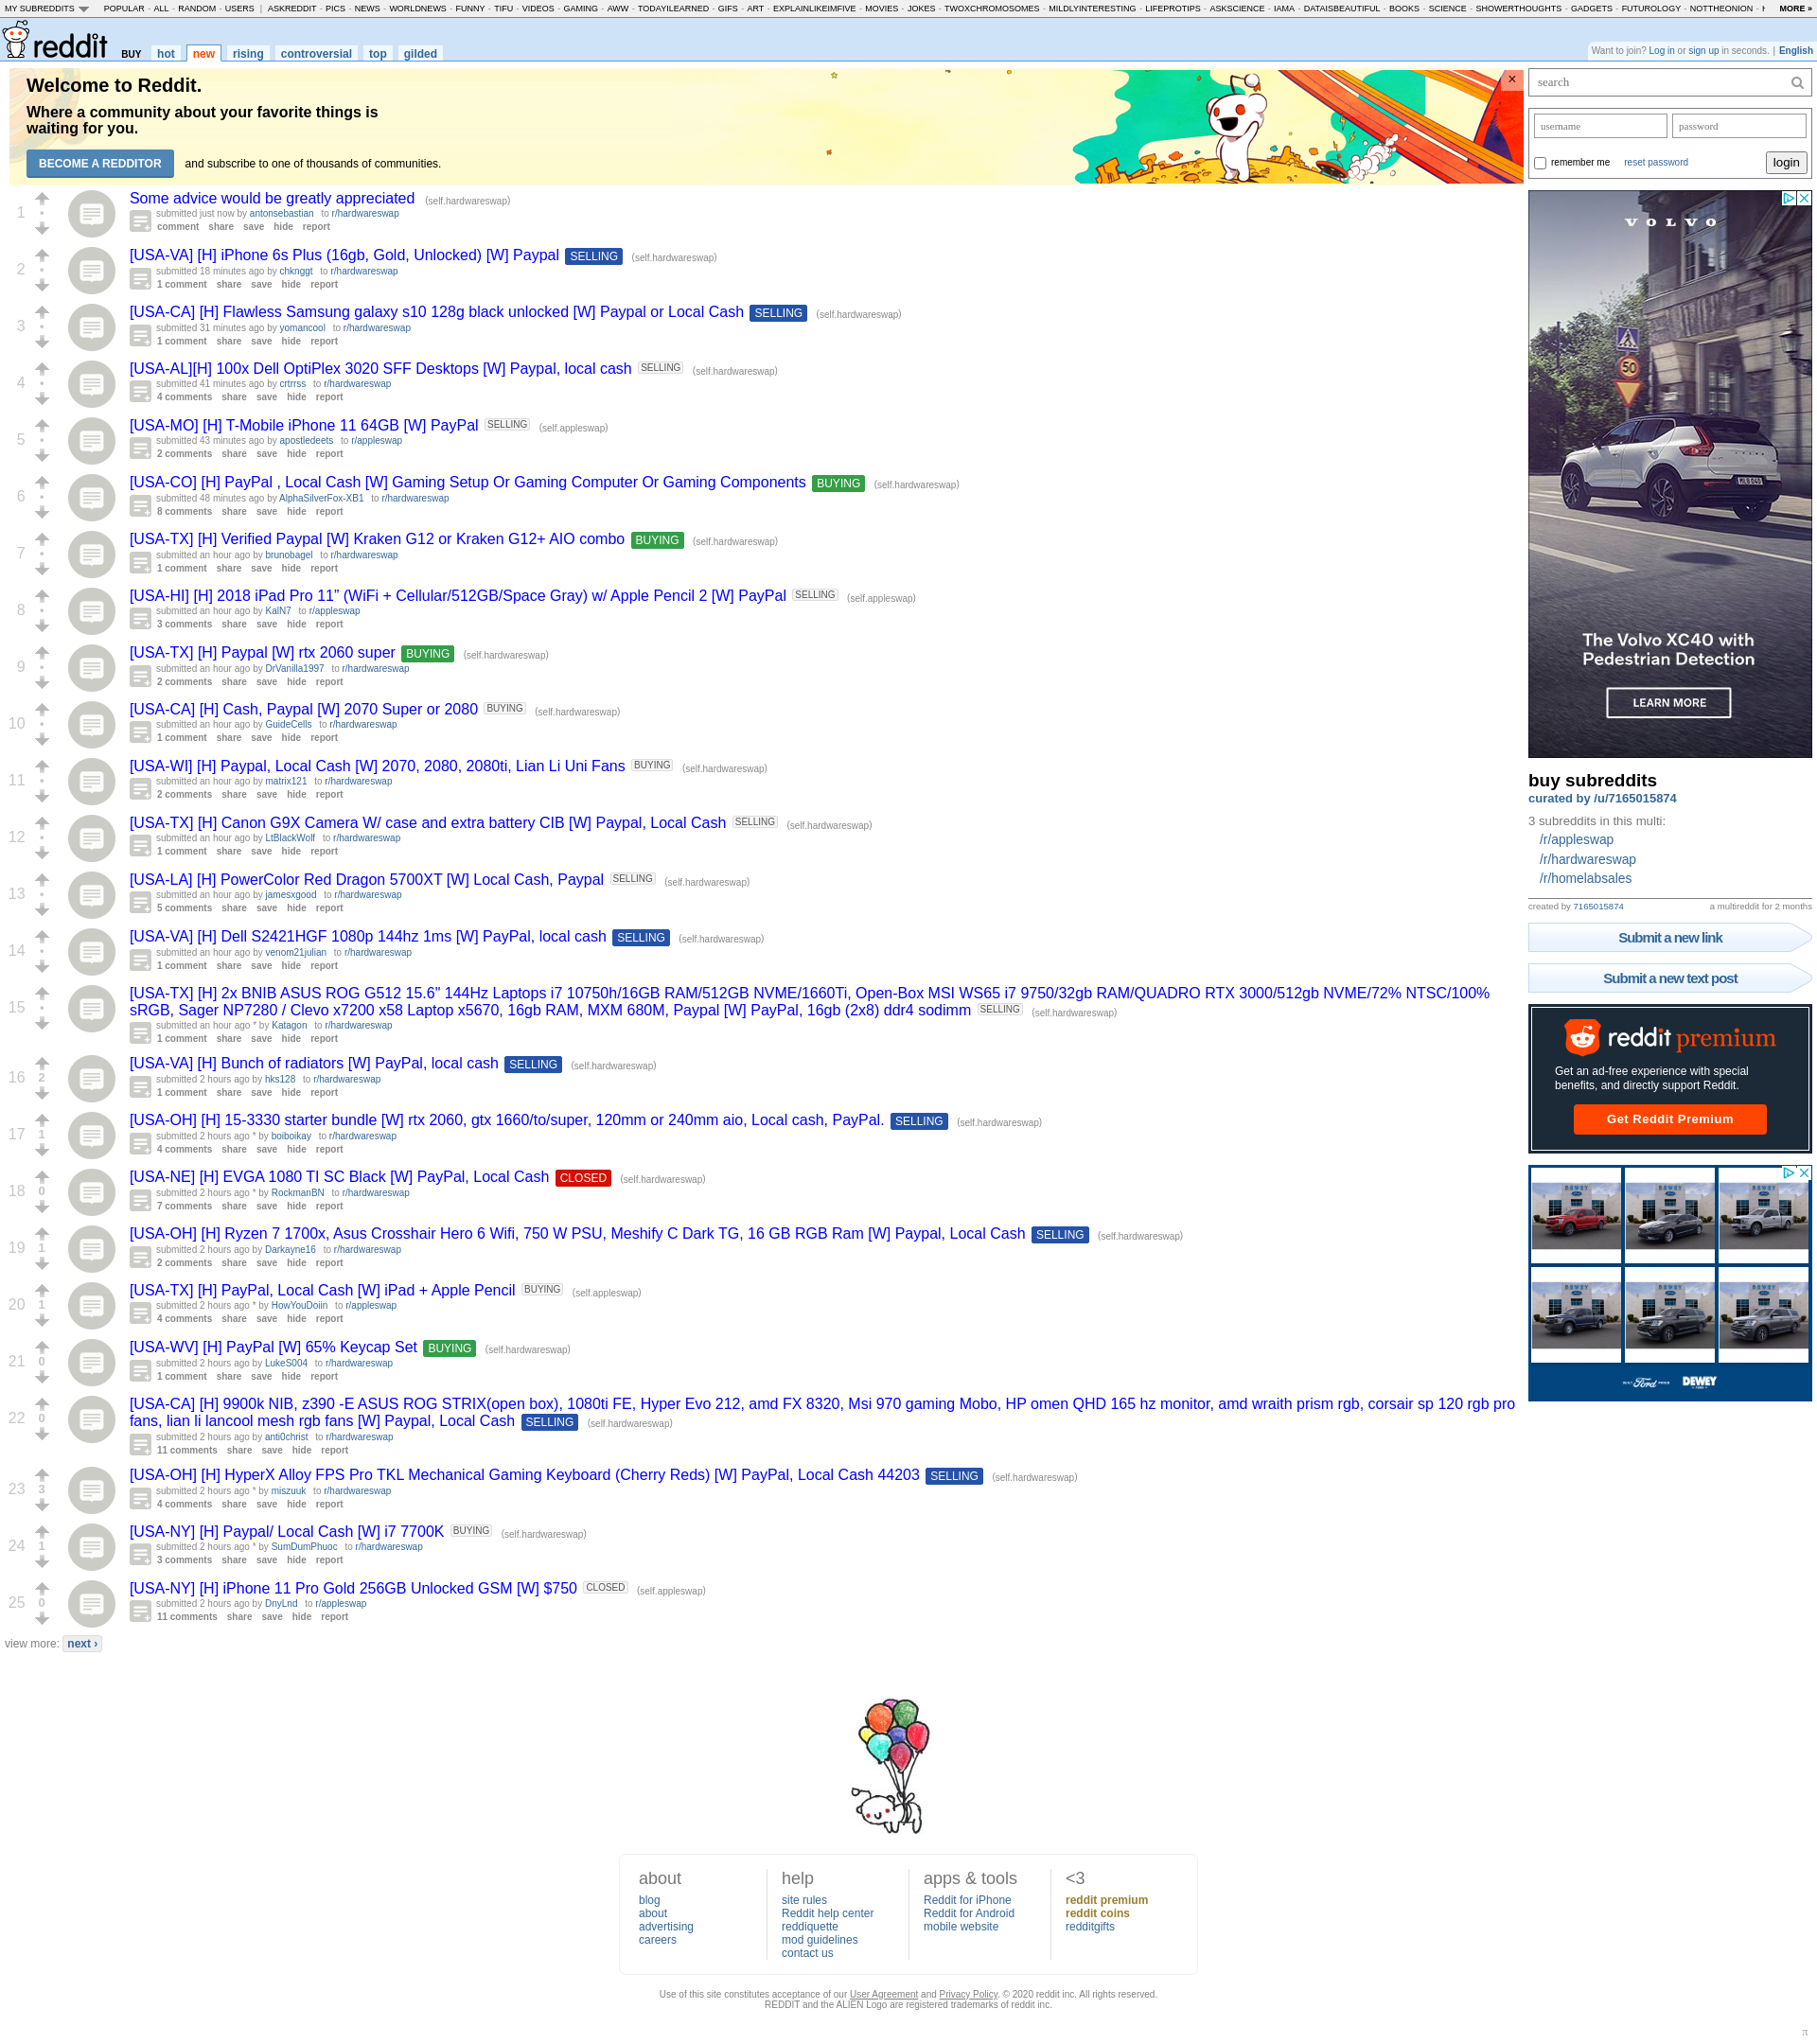 MY SUBREDDITS POPULAR - ALL - RANDOM - USERS | ASKREDDIT - PICS - NEWS - WORLDNEWS - FUNNY - TIFU - VIDEOS - GAMING - AWW - TODAYILEARNED - GIFS - ART - EXPLAINLIKEIMFIVE - MOVIES - JOKES - TWOXCHROMOSOMES - MILDLYINTERESTING - LIFEPROTIPS - ASKSCIENCE - IAMA - DATAISBEAUTIFUL - BOOKS - SCIENCE - SHOWERTHOUGHTS - GADGETS - FUTUROLOGY - NOTTHEONION - MORE »
reddit BUY hot new rising controversial top gilded
Want to join? Log in or sign up in seconds. | English
Welcome to Reddit.
Where a community about your favorite things is
waiting for you.
BECOME A REDDITOR and subscribe to one of thousands of communities.
1
Some advice would be greatly appreciated (self.hardwareswap)
submitted just now by antonsebastian to r/hardwareswap
comment share save hide report
2
[USA-VA] [H] iPhone 6s Plus (16gb, Gold, Unlocked) [W] Paypal SELLING (self.hardwareswap)
submitted 18 minutes ago by chknggt to r/hardwareswap
1 comment share save hide report
3
[USA-CA] [H] Flawless Samsung galaxy s10 128g black unlocked [W] Paypal or Local Cash SELLING (self.hardwareswap)
submitted 31 minutes ago by yomancool to r/hardwareswap
1 comment share save hide report
4
[USA-AL][H] 100x Dell OptiPlex 3020 SFF Desktops [W] Paypal, local cash SELLING (self.hardwareswap)
submitted 41 minutes ago by crtrrss to r/hardwareswap
4 comments share save hide report
5
[USA-MO] [H] T-Mobile iPhone 11 64GB [W] PayPal SELLING (self.appleswap)
submitted 43 minutes ago by apostledeets to r/appleswap
2 comments share save hide report
6
[USA-CO] [H] PayPal , Local Cash [W] Gaming Setup Or Gaming Computer Or Gaming Components BUYING (self.hardwareswap)
submitted 48 minutes ago by AlphaSilverFox-XB1 to r/hardwareswap
8 comments share save hide report
7
[USA-TX] [H] Verified Paypal [W] Kraken G12 or Kraken G12+ AIO combo BUYING (self.hardwareswap)
submitted an hour ago by brunobagel to r/hardwareswap
1 comment share save hide report
8
[USA-HI] [H] 2018 iPad Pro 11” (WiFi + Cellular/512GB/Space Gray) w/ Apple Pencil 2 [W] PayPal SELLING (self.appleswap)
submitted an hour ago by KalN7 to r/appleswap
3 comments share save hide report
9
[USA-TX] [H] Paypal [W] rtx 2060 super BUYING (self.hardwareswap)
submitted an hour ago by DrVanilla1997 to r/hardwareswap
2 comments share save hide report
10
[USA-CA] [H] Cash, Paypal [W] 2070 Super or 2080 BUYING (self.hardwareswap)
submitted an hour ago by GuideCells to r/hardwareswap
1 comment share save hide report
11
[USA-WI] [H] Paypal, Local Cash [W] 2070, 2080, 2080ti, Lian Li Uni Fans BUYING (self.hardwareswap)
submitted an hour ago by matrix121 to r/hardwareswap
2 comments share save hide report
12
[USA-TX] [H] Canon G9X Camera W/ case and extra battery CIB [W] Paypal, Local Cash SELLING (self.hardwareswap)
submitted an hour ago by LtBlackWolf to r/hardwareswap
1 comment share save hide report
13
[USA-LA] [H] PowerColor Red Dragon 5700XT [W] Local Cash, Paypal SELLING (self.hardwareswap)
submitted an hour ago by jamesxgood to r/hardwareswap
5 comments share save hide report
14
[USA-VA] [H] Dell S2421HGF 1080p 144hz 1ms [W] PayPal, local cash SELLING (self.hardwareswap)
submitted an hour ago by venom21julian to r/hardwareswap
1 comment share save hide report
15
[USA-TX] [H] 2x BNIB ASUS ROG G512 15.6" 144Hz Laptops i7 10750h/16GB RAM/512GB NVME/1660Ti, Open-Box MSI WS65 i7 9750/32gb RAM/QUADRO RTX 3000/512gb NVME/72% NTSC/100%
sRGB, Sager NP7280 / Clevo x7200 x58 Laptop x5670, 16gb RAM, MXM 680M, Paypal [W] PayPal, 16gb (2x8) ddr4 sodimm SELLING (self.hardwareswap)
submitted an hour ago * by Katagon to r/hardwareswap
1 comment share save hide report
16 2
[USA-VA] [H] Bunch of radiators [W] PayPal, local cash SELLING (self.hardwareswap)
submitted 2 hours ago by hks128 to r/hardwareswap
1 comment share save hide report
17 1
[USA-OH] [H] 15-3330 starter bundle [W] rtx 2060, gtx 1660/to/super, 120mm or 240mm aio, Local cash, PayPal. SELLING (self.hardwareswap)
submitted 2 hours ago * by boiboikay to r/hardwareswap
4 comments share save hide report
18 0
[USA-NE] [H] EVGA 1080 TI SC Black [W] PayPal, Local Cash CLOSED (self.hardwareswap)
submitted 2 hours ago * by RockmanBN to r/hardwareswap
7 comments share save hide report
19 1
[USA-OH] [H] Ryzen 7 1700x, Asus Crosshair Hero 6 Wifi, 750 W PSU, Meshify C Dark TG, 16 GB RGB Ram [W] Paypal, Local Cash SELLING (self.hardwareswap)
submitted 2 hours ago by Darkayne16 to r/hardwareswap
2 comments share save hide report
20 1
[USA-TX] [H] PayPal, Local Cash [W] iPad + Apple Pencil BUYING (self.appleswap)
submitted 2 hours ago * by HowYouDoiin to r/appleswap
4 comments share save hide report
21 0
[USA-WV] [H] PayPal [W] 65% Keycap Set BUYING (self.hardwareswap)
submitted 2 hours ago by LukeS004 to r/hardwareswap
1 comment share save hide report
22 0
[USA-CA] [H] 9900k NIB, z390 -E ASUS ROG STRIX(open box), 1080ti FE, Hyper Evo 212, amd FX 8320, Msi 970 gaming Mobo, HP omen QHD 165 hz monitor, amd wraith prism rgb, corsair sp 120 rgb pro
fans, lian li lancool mesh rgb fans [W] Paypal, Local Cash SELLING (self.hardwareswap)
submitted 2 hours ago by anti0christ to r/hardwareswap
11 comments share save hide report
23 3
[USA-OH] [H] HyperX Alloy FPS Pro TKL Mechanical Gaming Keyboard (Cherry Reds) [W] PayPal, Local Cash 44203 SELLING (self.hardwareswap)
submitted 2 hours ago * by miszuuk to r/hardwareswap
4 comments share save hide report
24 1
[USA-NY] [H] Paypal/ Local Cash [W] i7 7700K BUYING (self.hardwareswap)
submitted 2 hours ago * by SumDumPhuoc to r/hardwareswap
3 comments share save hide report
25 0
[USA-NY] [H] iPhone 11 Pro Gold 256GB Unlocked GSM [W] $750 CLOSED (self.appleswap)
submitted 2 hours ago by DnyLnd to r/appleswap
11 comments share save hide report
view more: next ›
search
username password
remember me reset password login
VOLVO
50
The Volvo XC40 with
Pedestrian Detection
LEARN MORE
buy subreddits
curated by /u/7165015874
3 subreddits in this multi:
/r/appleswap
/r/hardwareswap
/r/homelabsales
created by 7165015874 a multireddit for 2 months
Submit a new link
Submit a new text post
reddit premium
Get an ad-free experience with special
benefits, and directly support Reddit.
Get Reddit Premium
Ford DEWEY
about
blog
about
advertising
careers
help
site rules
Reddit help center
reddiquette
mod guidelines
contact us
apps & tools
Reddit for iPhone
Reddit for Android
mobile website
<3
reddit premium
reddit coins
redditgifts
Use of this site constitutes acceptance of our User Agreement and Privacy Policy. © 2020 reddit inc. All rights reserved.
REDDIT and the ALIEN Logo are registered trademarks of reddit inc.
π